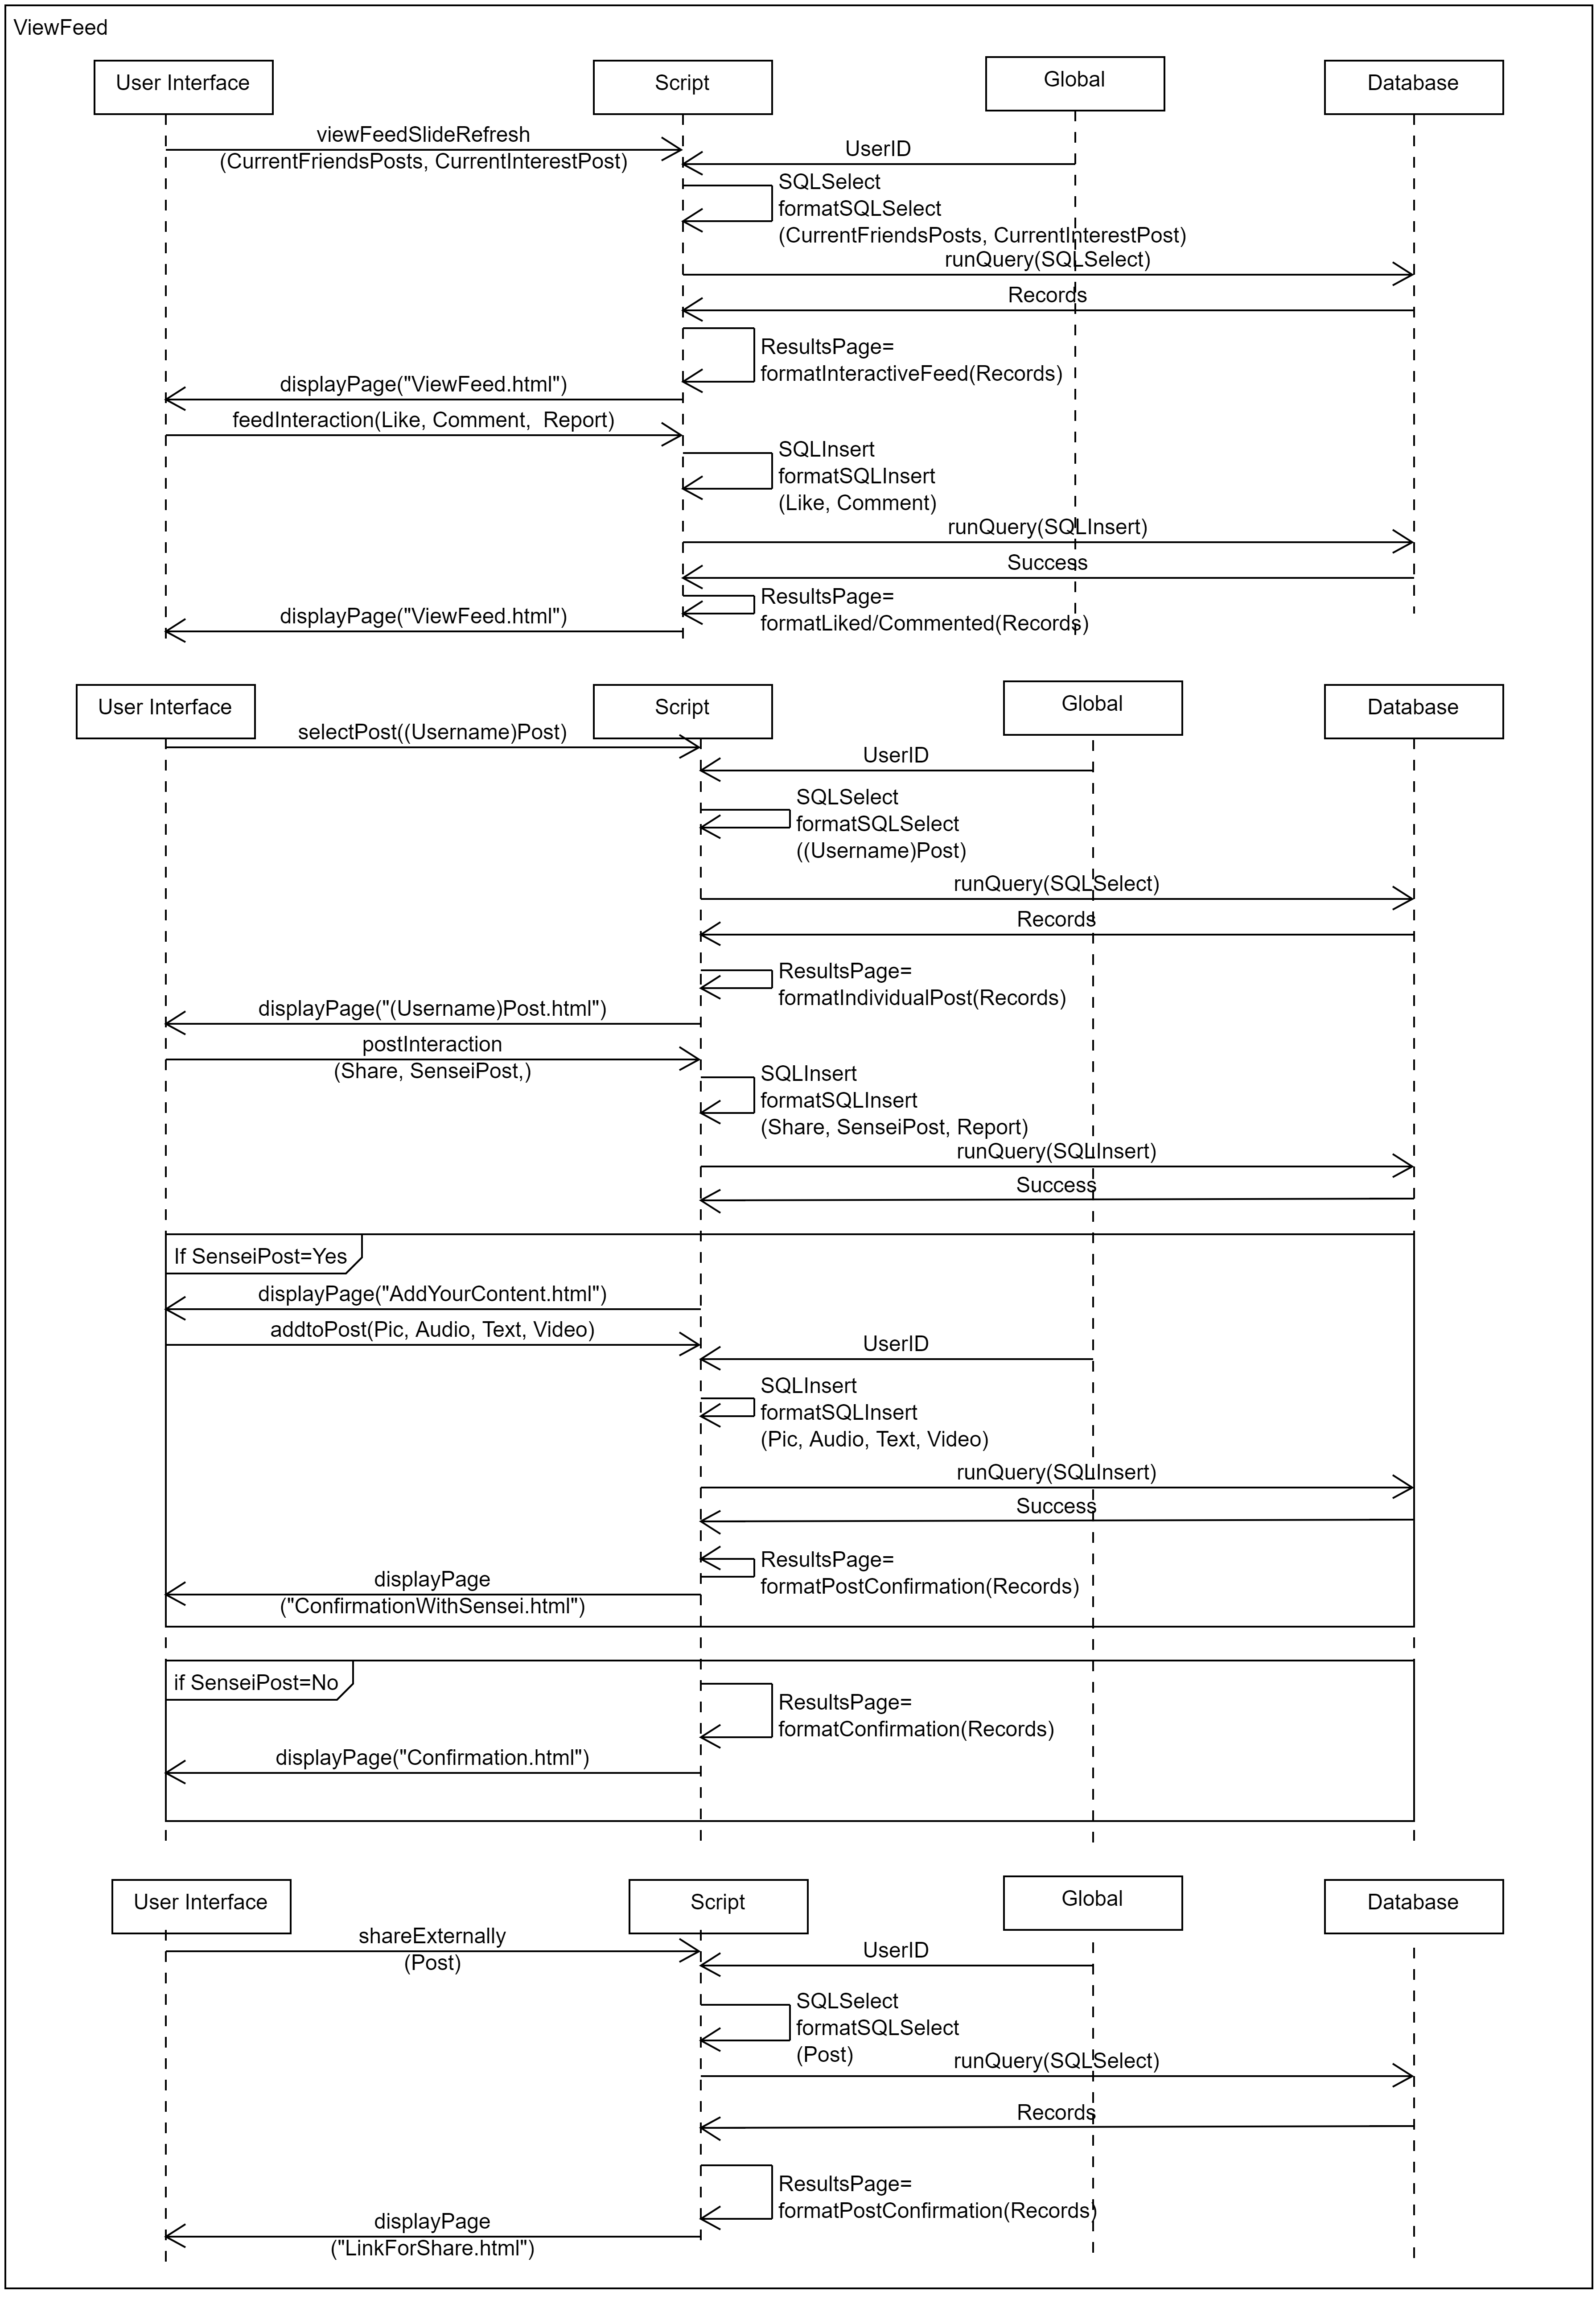 ViewFeed
User Interface
Script
Global
Database
viewFeedSlideRefresh
(CurrentFriendsPosts, CurrentInterestPost)
UserID
SQLSelect
formatSQLSelect
(CurrentFriendsPosts, CurrentInterestPost)
runQuery(SQLSelect)
Records
ResultsPage=
formatInteractiveFeed(Records)
displayPage("ViewFeed.html")
feedInteraction(Like, Comment,  Report)
SQLInsert
formatSQLInsert
(Like, Comment)
runQuery(SQLInsert)
Success
ResultsPage=
formatLiked/Commented(Records)
displayPage("ViewFeed.html")
User Interface
Script
Global
Database
selectPost((Username)Post)
UserID
SQLSelect
formatSQLSelect
((Username)Post)
runQuery(SQLSelect)
Records
ResultsPage=
formatIndividualPost(Records)
displayPage("(Username)Post.html")
postInteraction
(Share, SenseiPost,)
SQLInsert
formatSQLInsert
(Share, SenseiPost, Report)
runQuery(SQLInsert)
Success
If SenseiPost=Yes
displayPage("AddYourContent.html")
addtoPost(Pic, Audio, Text, Video)
UserID
SQLInsert
formatSQLInsert
(Pic, Audio, Text, Video)
runQuery(SQLInsert)
Success
ResultsPage=
formatPostConfirmation(Records)
displayPage
("ConfirmationWithSensei.html")
if SenseiPost=No
ResultsPage=
formatConfirmation(Records)
displayPage("Confirmation.html")
User Interface
Script
Global
Database
shareExternally
(Post)
UserID
SQLSelect
formatSQLSelect
(Post)
runQuery(SQLSelect)
Records
ResultsPage=
formatPostConfirmation(Records)
displayPage
("LinkForShare.html")